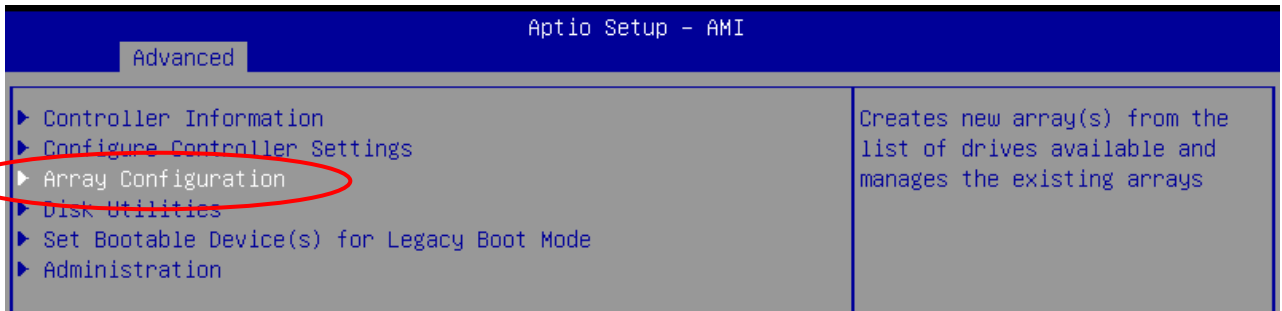 Aptio Setup – AMI
Advanced
Controller Information
Configure Controller Settings
Array Configuration
Disk Utilities
Set Bootable Device(s) for Legacy Boot Mode
Administration
Creates new array(s) from the
list of drives available and
manages the existing arrays